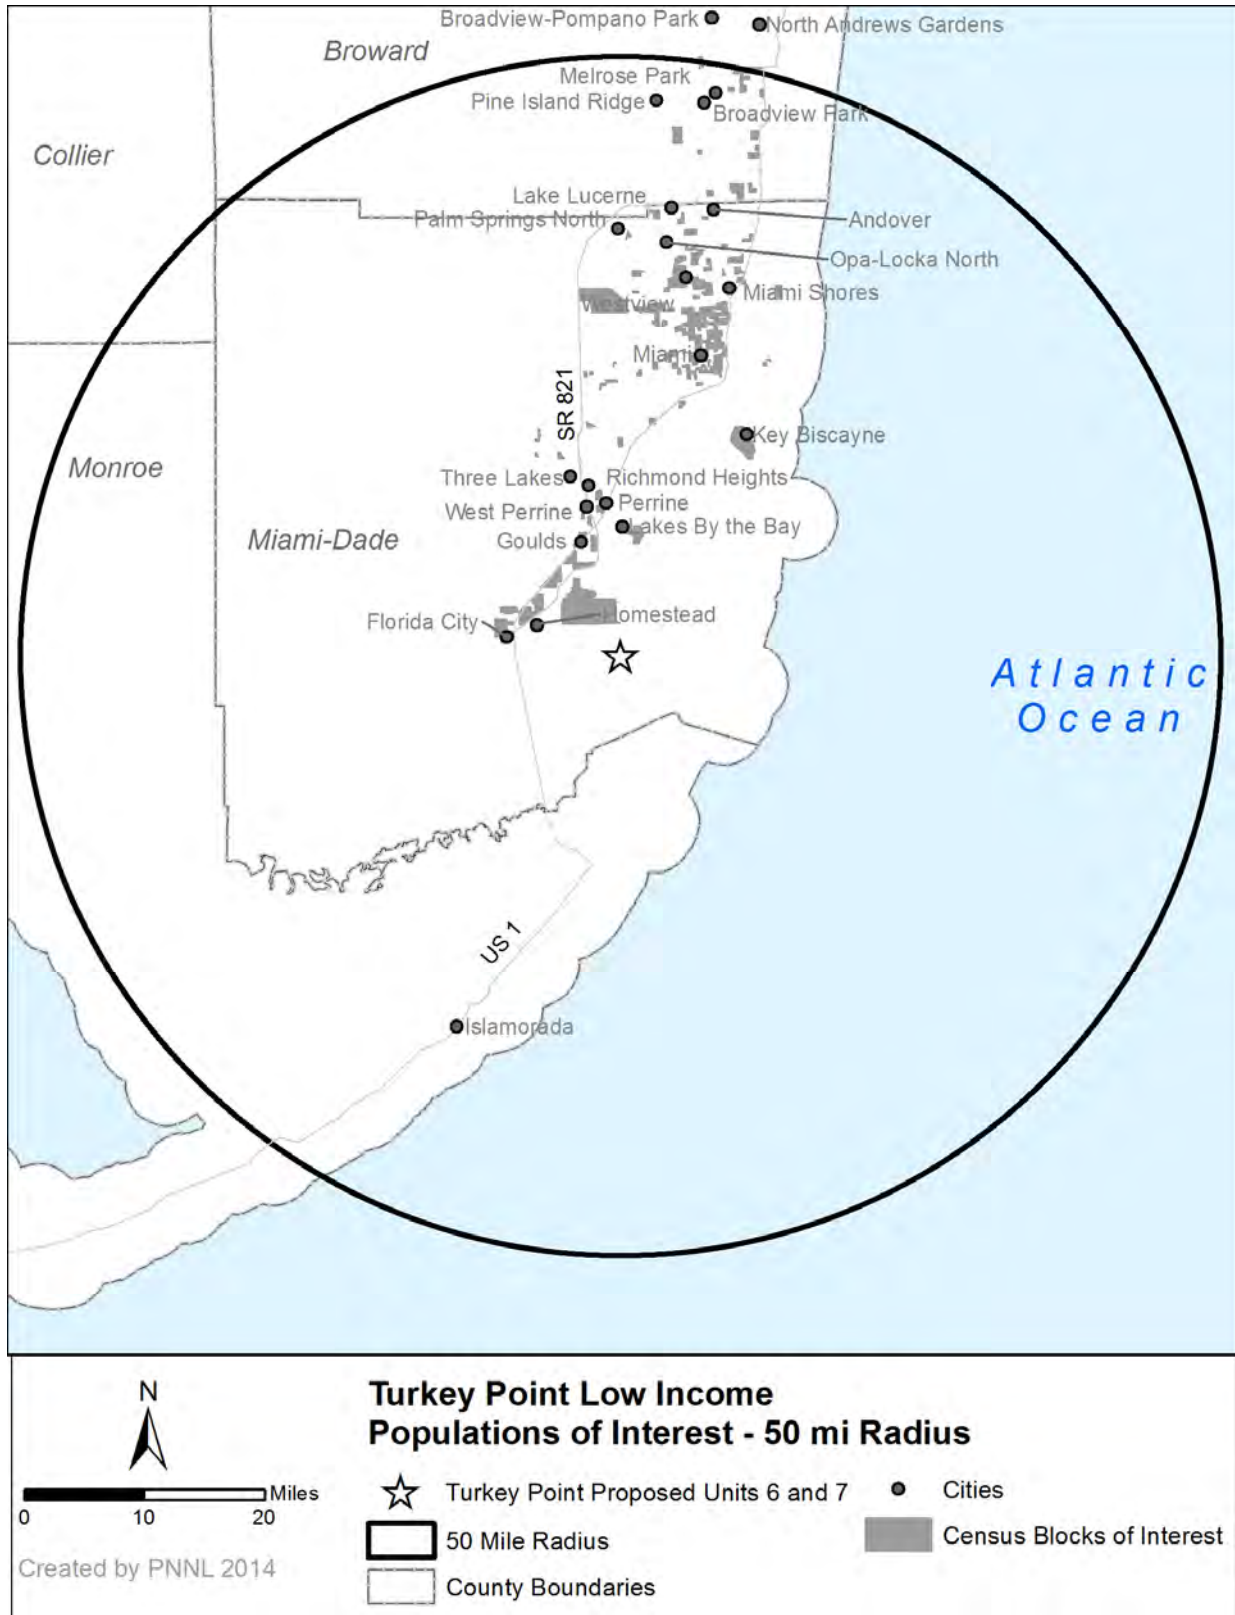 Broadview-Pompano Park
North Andrews Gardens
Broward
Melrose Park
Pine Island Ridge
Broadview Park
Collier
Lake Lucerne
Palm Springs North
Andover
Opa-Locka North
Westview
Miami Shores
Miami
SR 821
Key Biscayne
Monroe
Three Lakes
Richmond Heights
West Perrine
Perrine
Lakes By the Bay
Miami-Dade
Goulds
Florida City
Homestead
Atlantic
Ocean
US 1
Islamorada
N
Miles
0 10 20
Created by PNNL 2014
Turkey Point Low Income
Populations of Interest - 50 mi Radius
Turkey Point Proposed Units 6 and 7
Cities
50 Mile Radius
Census Blocks of Interest
County Boundaries